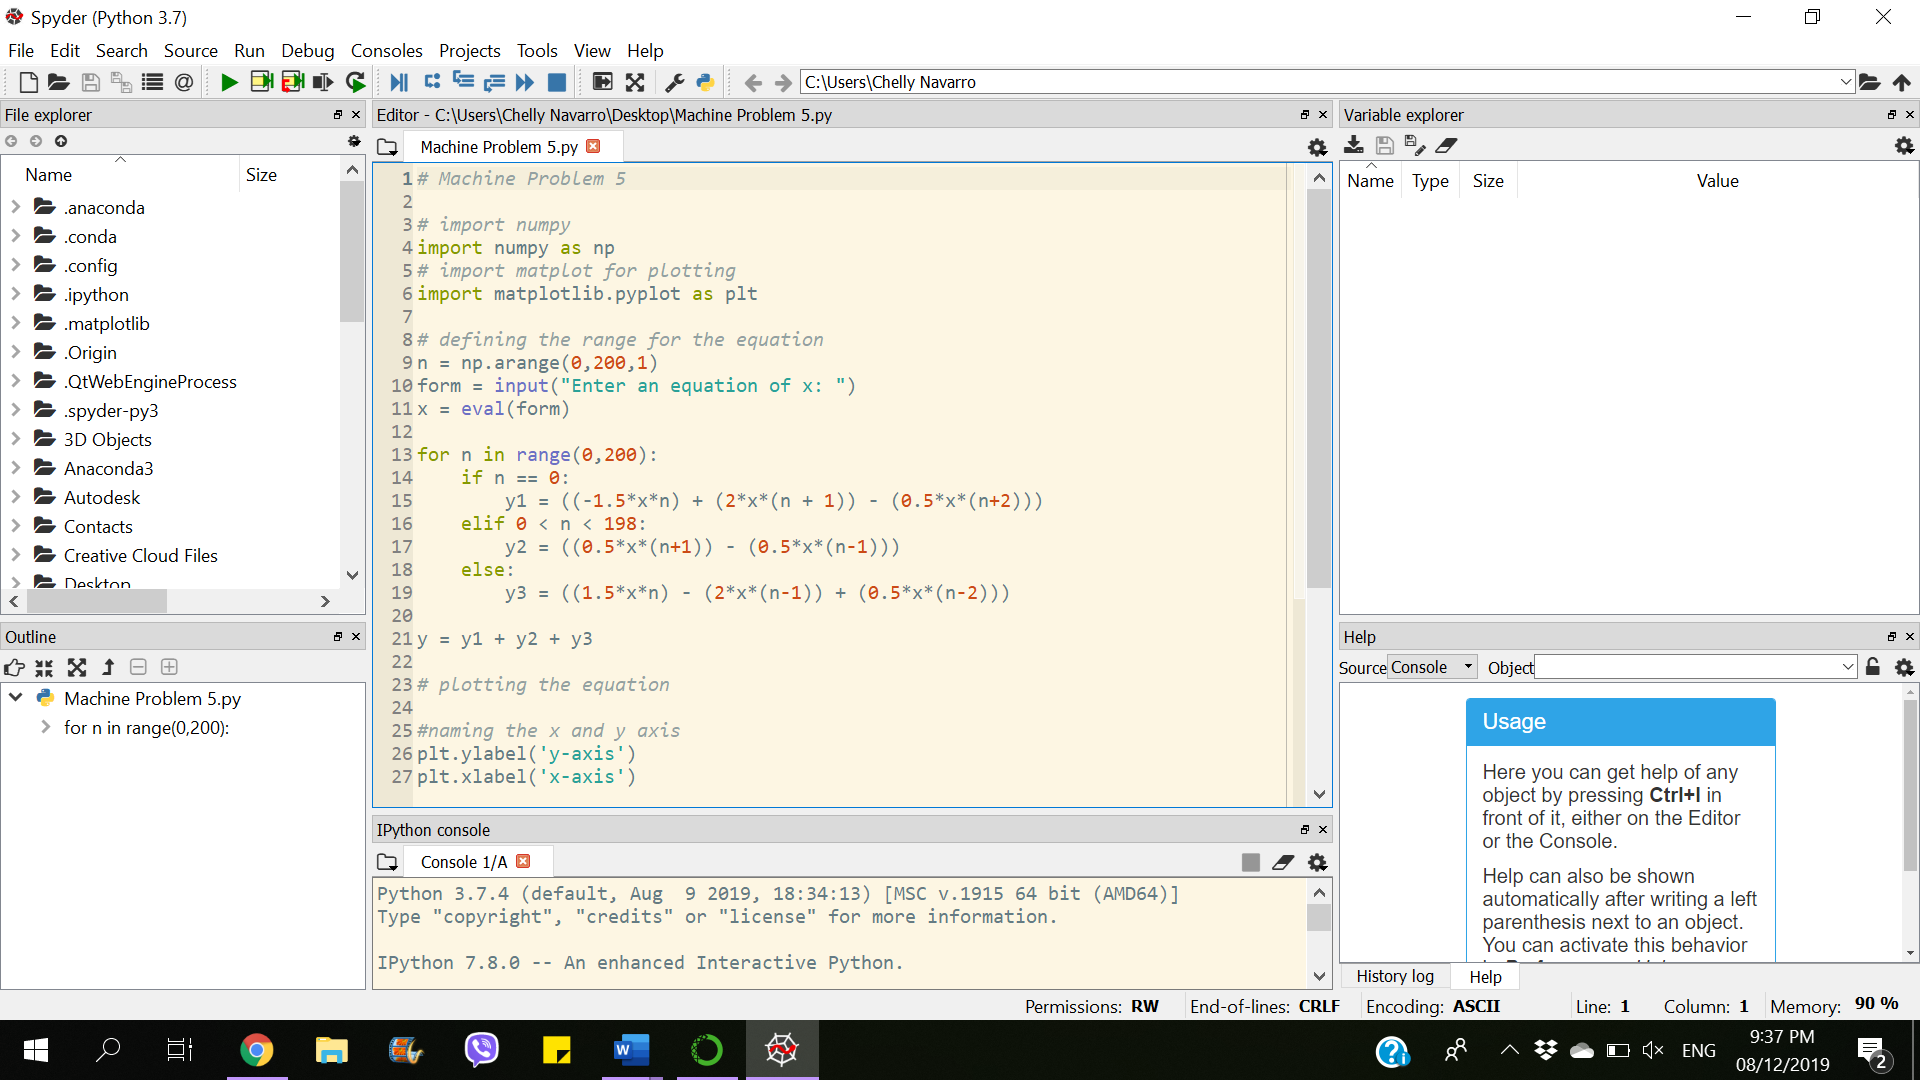 Spyder (Python 3.7)
File Edit Search Source Run Debug Consoles Projects Tools View Help
C:\Users\Chelly Navarro
File explorer
Name Size
.anaconda
.conda
.config
.ipython
.matplotlib
.Origin
.QtWebEngineProcess
.spyder-py3
3D Objects
Anaconda3
Autodesk
Contacts
Creative Cloud Files
Desktop
Outline
Machine Problem 5.py
for n in range(0,200):
Editor - C:\Users\Chelly Navarro\Desktop\Machine Problem 5.py
Machine Problem 5.py
1 # Machine Problem 5
2
3 # import numpy
4 import numpy as np
5 # import matplot for plotting
6 import matplotlib.pyplot as plt
7
8 # defining the range for the equation
9 n = np.arange(0,200,1)
10 form = input("Enter an equation of x: ")
11 x = eval(form)
12
13 for n in range(0,200):
14     if n == 0:
15         y1 = ((-1.5*x*n) + (2*x*(n + 1)) - (0.5*x*(n+2)))
16     elif 0 < n < 198:
17         y2 = ((0.5*x*(n+1)) - (0.5*x*(n-1)))
18     else:
19         y3 = ((1.5*x*n) - (2*x*(n-1)) + (0.5*x*(n-2)))
20
21 y = y1 + y2 + y3
22
23 # plotting the equation
24
25 #naming the x and y axis
26 plt.ylabel('y-axis')
27 plt.xlabel('x-axis')
IPython console
Console 1/A
Python 3.7.4 (default, Aug  9 2019, 18:34:13) [MSC v.1915 64 bit (AMD64)]
Type "copyright", "credits" or "license" for more information.
IPython 7.8.0 -- An enhanced Interactive Python.
Variable explorer
Name Type Size Value
Help
Source Console Object
Usage
Here you can get help of any
object by pressing Ctrl+I in
front of it, either on the Editor
or the Console.
Help can also be shown
automatically after writing a left
parenthesis next to an object.
You can activate this behavior
History log Help
Permissions: RW End-of-lines: CRLF Encoding: ASCII Line: 1 Column: 1 Memory: 90 %
ENG
9:37 PM
08/12/2019
2